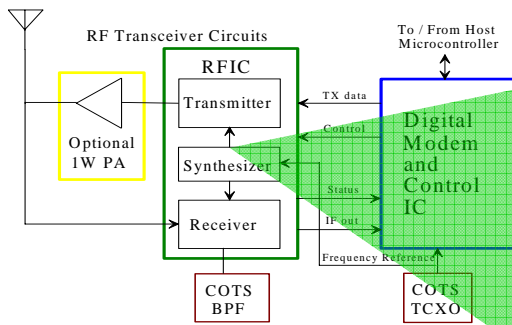 To / From Host
Microcontroller
RF Transceiver Circuits
RFIC
Transmitter
TX data
Optional
1W PA
Control
Digital
Modem
and
Control
IC
Synthesizer
Status
Receiver
IF out
Frequency Reference
COTS
BPF
COTS
TCXO